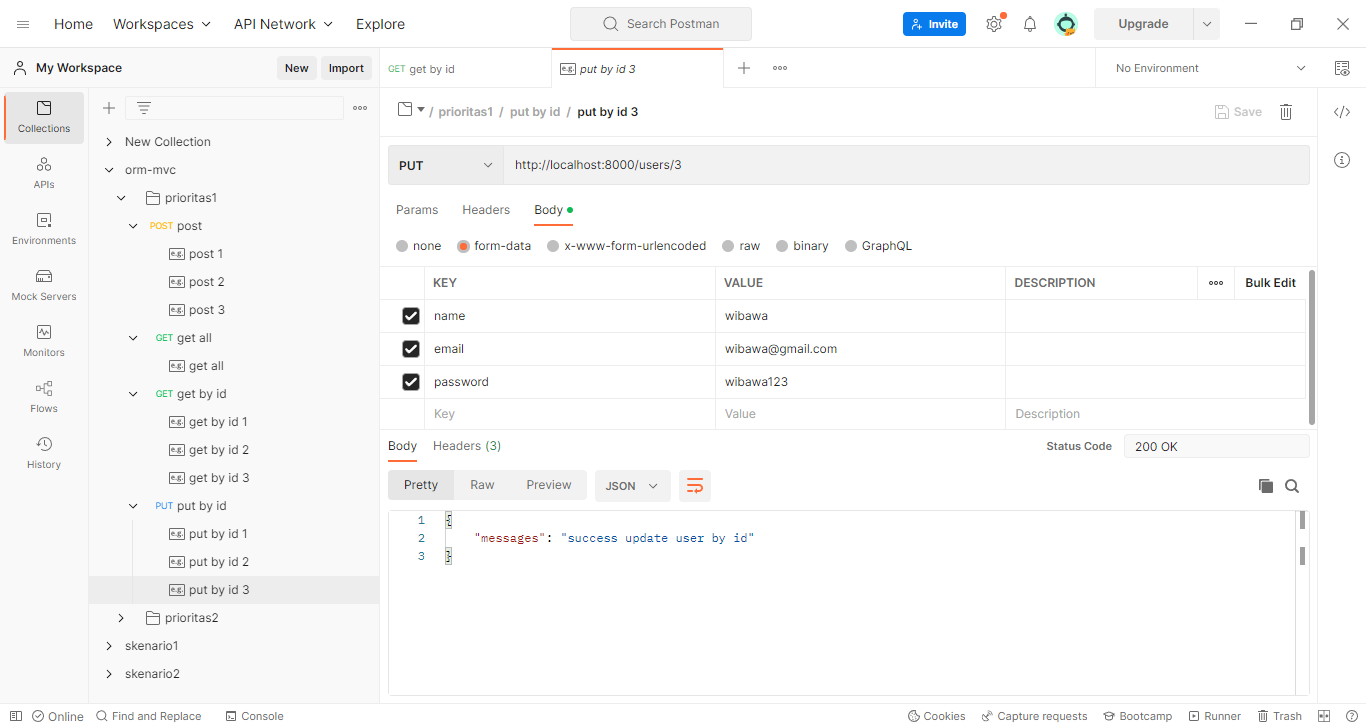 Home Workspaces API Network Explore Search Postman Invite Upgrade
My Workspace New Import GET get by id e.g. put by id 3 No Environment
Collections
APIs
Environments
Mock Servers
Monitors
Flows
History
New Collection
orm-mvc
prioritas1
POST post
e.g. post 1
e.g. post 2
e.g. post 3
GET get all
e.g. get all
GET get by id
e.g. get by id 1
e.g. get by id 2
e.g. get by id 3
PUT put by id
e.g. put by id 1
e.g. put by id 2
e.g. put by id 3
prioritas2
skenario1
skenario2
/ prioritas1 / put by id / put by id 3 Save
PUT http://localhost:8000/users/3
Params Headers Body
none form-data x-www-form-urlencoded raw binary GraphQL
KEY VALUE DESCRIPTION Bulk Edit
name wibawa
email wibawa@gmail.com
password wibawa123
Key Value Description
Body Headers (3) Status Code 200 OK
Pretty Raw Preview JSON
1 {
2 "messages": "success update user by id"
3 }
Online Find and Replace Console Cookies Capture requests Bootcamp Runner Trash